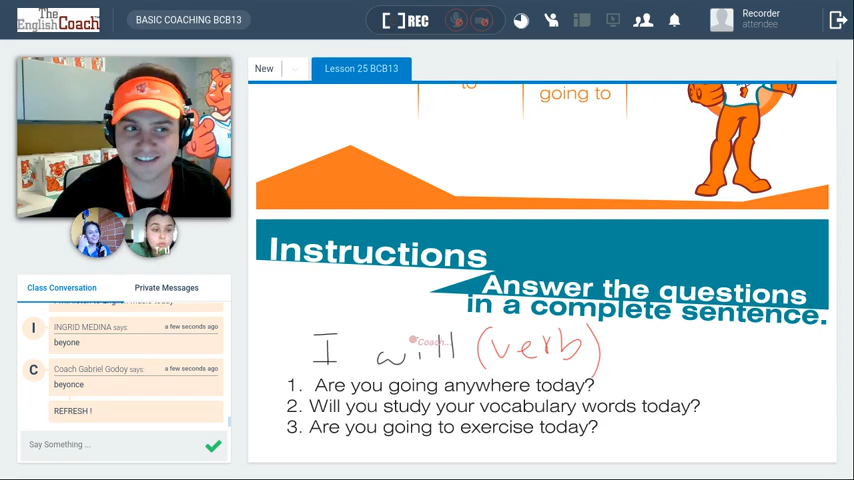 The
EnglishCoach
BASIC COACHING BCB13
[ ] REC
Recorder
attendee
New
Lesson 25 BCB13
to
going to
Instructions
Answer the questions
in a complete sentence.
Coach...
I will (verb)
1. Are you going anywhere today?
2. Will you study your vocabulary words today?
3. Are you going to exercise today?
Class Conversation
Private Messages
I
INGRID MEDINA says:
a few seconds ago
beyone
C
Coach Gabriel Godoy says:
a few seconds ago
beyonce
REFRESH !
Say Something ...